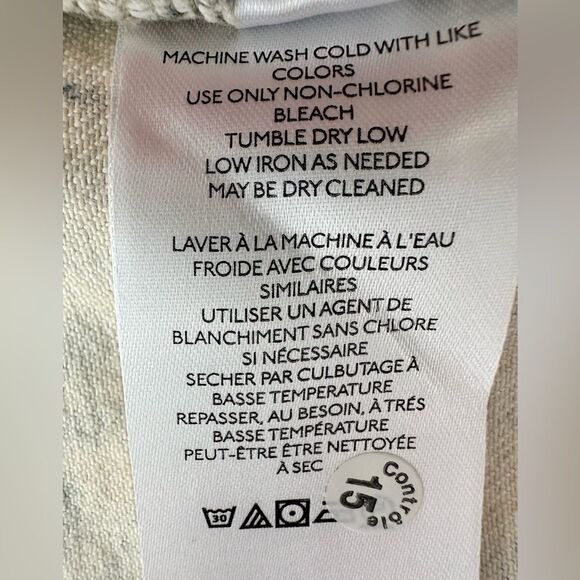 MACHINE WASH COLD WITH LIKE
COLORS
USE ONLY NON-CHLORINE
BLEACH
TUMBLE DRY LOW
LOW IRON AS NEEDED
MAY BE DRY CLEANED
LAVER À LA MACHINE À L'EAU
FROIDE AVEC COULEURS
SIMILAIRES
UTILISER UN AGENT DE
BLANCHIMENT SANS CHLORE
SI NÉCESSAIRE
SECHER PAR CULBUTAGE À
BASSE TEMPERATURE
REPASSER, AU BESOIN, À TRÉS
BASSE TEMPÉRATURE
PEUT-ÊTRE ÊTRE NETTOYÉE
À SEC
30
Contrôle
15